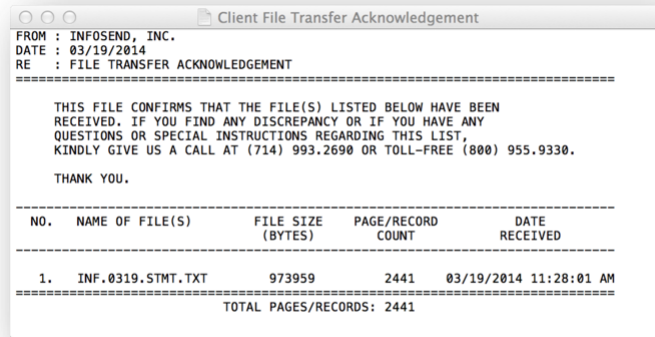 Client File Transfer Acknowledgement
FROM : INFOSEND, INC.
DATE : 03/19/2014
RE   : FILE TRANSFER ACKNOWLEDGEMENT
================================================================================
THIS FILE CONFIRMS THAT THE FILE(S) LISTED BELOW HAVE BEEN
RECEIVED. IF YOU FIND ANY DISCREPANCY OR IF YOU HAVE ANY
QUESTIONS OR SPECIAL INSTRUCTIONS REGARDING THIS LIST,
KINDLY GIVE US A CALL AT (714) 993.2690 OR TOLL-FREE (800) 955.9330.
THANK YOU.
--------------------------------------------------------------------------------
NO.   NAME OF FILE(S)   FILE SIZE   PAGE/RECORD   DATE
(BYTES)   COUNT   RECEIVED
--------------------------------------------------------------------------------
1.   INF.0319.STMT.TXT   973959   2441   03/19/2014 11:28:01 AM
================================================================================
TOTAL PAGES/RECORDS: 2441